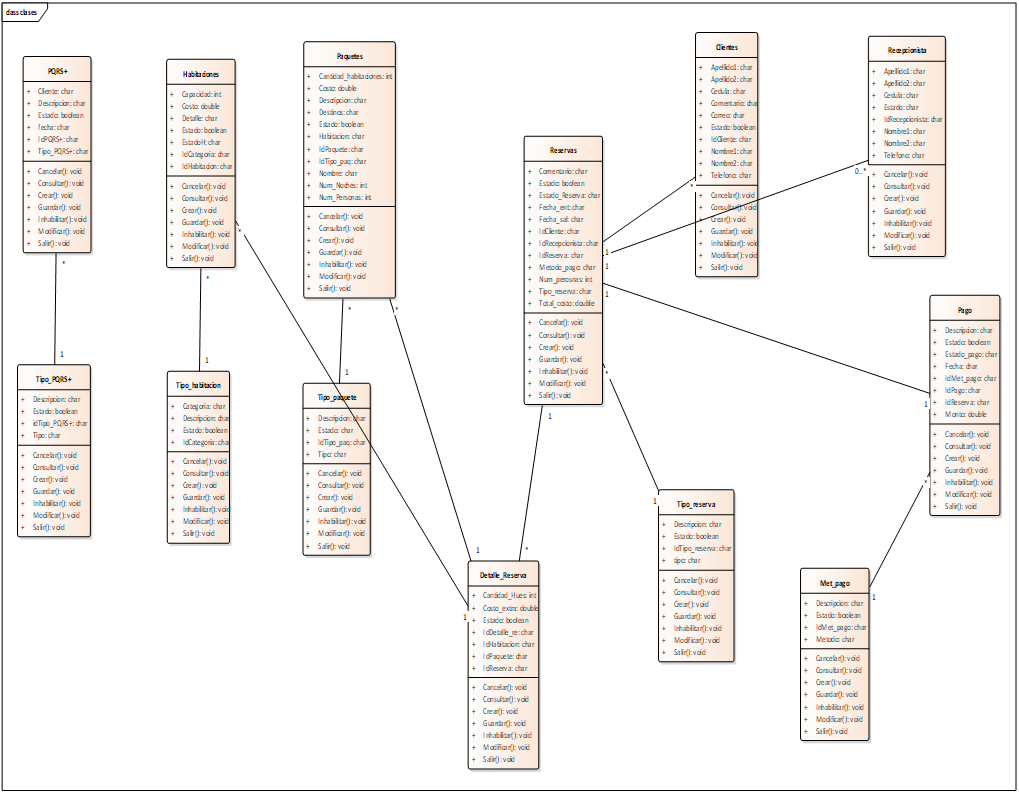 class clases
PQRS+
+ Cliente: char
+ Descripcion: char
+ Estado: boolean
+ fecha: char
+ IdPQRS+: char
+ Tipo_PQRS+: char
+ Cancelar(): void
+ Consultar(): void
+ Crear(): void
+ Guardar(): void
+ Inhabilitar(): void
+ Modificar(): void
+ Salir(): void
*
1
Tipo_PQRS+
+ Descripcion: char
+ Estado: boolean
+ idTipo_PQRS+: char
+ Tipo: char
+ Cancelar(): void
+ Consultar(): void
+ Crear(): void
+ Guardar(): void
+ Inhabilitar(): void
+ Modificar(): void
+ Salir(): void
Habitaciones
+ Capacidad: int
+ Costo: double
+ Detalle: char
+ Estado: boolean
+ EstadoH: char
+ IdCategoria: char
+ IdHabitacion: char
+ Cancelar(): void
+ Consultar(): void
+ Crear(): void
+ Guardar(): void
+ Inhabilitar(): void
+ Modificar(): void
+ Salir(): void
*
*
1
Tipo_habitacion
+ Categoria: char
+ Descripcion: char
+ Estado: boolean
+ IdCategoria: char
+ Cancelar(): void
+ Consultar(): void
+ Crear(): void
+ Guardar(): void
+ Inhabilitar(): void
+ Modificar(): void
+ Salir(): void
Paquetes
+ Cantidad_habitaciones: int
+ Costo: double
+ Descripcion: char
+ Destinos: char
+ Estado: boolean
+ Habitacion: char
+ IdPaquete: char
+ IdTipo_paq: char
+ Nombre: char
+ Num_Noches: int
+ Num_Personas: int
+ Cancelar(): void
+ Consultar(): void
+ Crear(): void
+ Guardar(): void
+ Inhabilitar(): void
+ Modificar(): void
+ Salir(): void
*
*
1
Tipo_paquete
+ Descripcion: char
+ Estado: char
+ IdTipo_paq: char
+ Tipo: char
+ Cancelar(): void
+ Consultar(): void
+ Crear(): void
+ Guardar(): void
+ Inhabilitar(): void
+ Modificar(): void
+ Salir(): void
Reservas
+ Comentario: char
+ Estado: boolean
+ Estado_Reserva: char
+ Fecha_ent: char
+ Fecha_sal: char
+ IdCliente: char
+ IdRecepcionista: char
+ IdReserva: char
+ Metodo_pago: char
+ Num_perosnas: int
+ Tipo_reserva: char
+ Total_costo: double
+ Cancelar(): void
+ Consultar(): void
+ Crear(): void
+ Guardar(): void
+ Inhabilitar(): void
+ Modificar(): void
+ Salir(): void
1
1
1
*
1
*
1
1
Detalle_Reserva
+ Cantidad_Hues: int
+ Costo_extra: double
+ Estado: boolean
+ IdDetalle_re: char
+ IdHabitacion: char
+ IdPaquete: char
+ IdReserva: char
+ Cancelar(): void
+ Consultar(): void
+ Crear(): void
+ Guardar(): void
+ Inhabilitar(): void
+ Modificar(): void
+ Salir(): void
Clientes
+ Apellido1: char
+ Apellido2: char
+ Cedula: char
+ Comentario: char
+ Correo: char
+ Estado: boolean
+ IdCliente: char
+ Nombre1: char
+ Nombre2: char
+ Telefono: char
+ Cancelar(): void
+ Consultar(): void
+ Crear(): void
+ Guardar(): void
+ Inhabilitar(): void
+ Modificar(): void
+ Salir(): void
*
Recepcionista
+ Apellido1: char
+ Apellido2: char
+ Cedula: char
+ Estado: char
+ IdRecepcionista: char
+ Nombre1: char
+ Nombre2: char
+ Telefono: char
+ Cancelar(): void
+ Consultar(): void
+ Crear(): void
+ Guardar(): void
+ Inhabilitar(): void
+ Modificar(): void
+ Salir(): void
0..*
1
Tipo_reserva
+ Descripcion: char
+ Estado: boolean
+ IdTipo_reserva: char
+ tipo: char
+ Cancelar(): void
+ Consultar(): void
+ Crear(): void
+ Guardar(): void
+ Inhabilitar(): void
+ Modificar(): void
+ Salir(): void
Pago
+ Descripcion: char
+ Estado: boolean
+ Estado_pago: char
+ Fecha: char
+ IdMet_pago: char
+ IdPago: char
+ IdReserva: char
+ Monto: double
+ Cancelar(): void
+ Consultar(): void
+ Crear(): void
+ Guardar(): void
+ Inhabilitar(): void
+ Modificar(): void
+ Salir(): void
1
*
1
Met_pago
+ Descripcion: char
+ Estado: boolean
+ IdMet_pago: char
+ Metodo: char
+ Cancelar(): void
+ Consultar(): void
+ Crear(): void
+ Guardar(): void
+ Inhabilitar(): void
+ Modificar(): void
+ Salir(): void